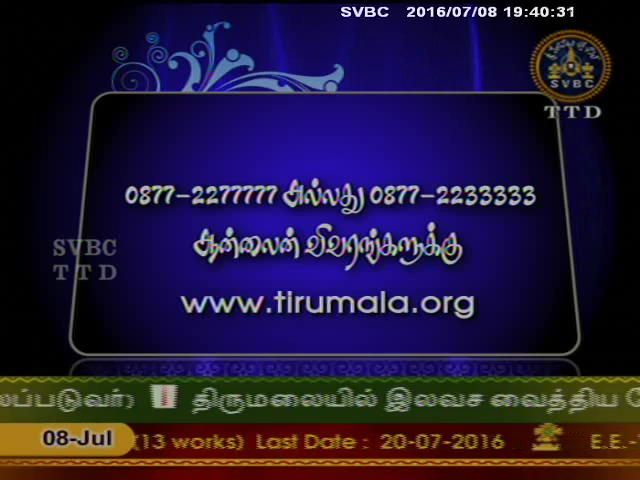 SVBC 2016/07/08 19:40:31
SVBC
TTD
0877-2277777 அல்லது 0877-2233333
ஆன்லைன் விவரங்களுக்கு
SVBC
TTD
www.tirumala.org
திருமலையில் இலவச வைத்திய
08-Jul (13 works) Last Date : 20-07-2016 E.E.-